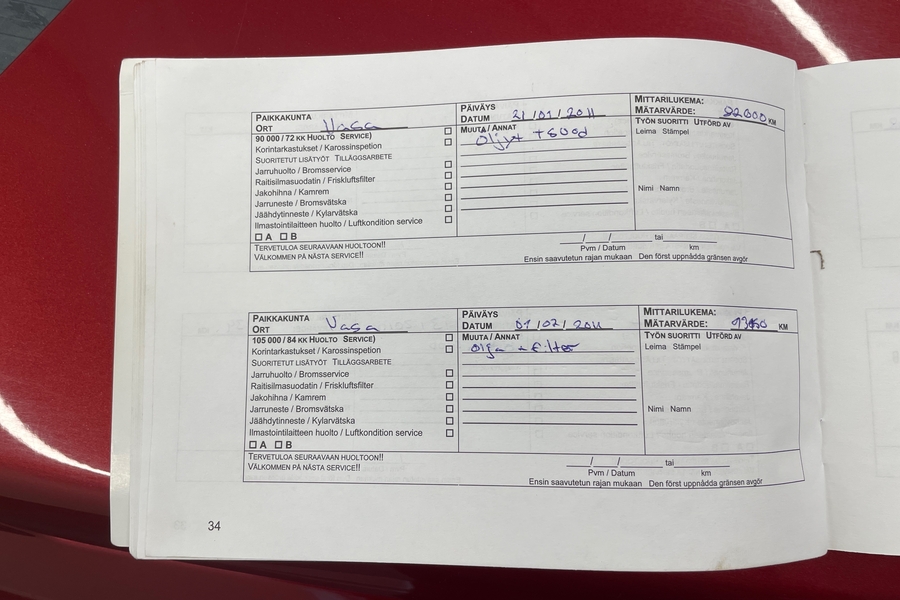 PAIKKAKUNTA
ORT Vasa
PÄIVÄYS
DATUM 21/01/2011
MITTARILUKEMA:
MÄTARVÄRDE: 92000 KM
90 000 / 72 KK HUOLTO SERVICE)
Korintarkastukset / Karossinspetion
SUORITETUT LISÄTYÖT TILLÄGGSARBETE
Jarruhuolto / Bromsservice
Raitisilmasuodatin / Friskluftsfilter
Jakohihna / Kamrem
Jarruneste / Bromsvätska
Jäähdytinneste / Kylarvätska
Ilmastointilaitteen huolto / Luftkondition service
A B
MUUTA / ANNAT
TYÖN SUORITTI UTFÖRD AV
Leima Stämpel
Nimi Namn
TERVETULOA SEURAAVAAN HUOLTOON!!
VÄLKOMMEN PÅ NÄSTA SERVICE!!
/ / tai
Pvm / Datum km
Ensin saavutetun rajan mukaan Den först uppnådda gränsen avgör
PAIKKAKUNTA
ORT Vasa
PÄIVÄYS
DATUM 01/02/2011
MITTARILUKEMA:
MÄTARVÄRDE: KM
105 000 / 84 KK HUOLTO SERVICE)
Korintarkastukset / Karossinspetion
SUORITETUT LISÄTYÖT TILLÄGGSARBETE
Jarruhuolto / Bromsservice
Raitisilmasuodatin / Friskluftsfilter
Jakohihna / Kamrem
Jarruneste / Bromsvätska
Jäähdytinneste / Kylarvätska
Ilmastointilaitteen huolto / Luftkondition service
A B
MUUTA / ANNAT
olja + filter
TYÖN SUORITTI UTFÖRD AV
Leima Stämpel
Nimi Namn
TERVETULOA SEURAAVAAN HUOLTOON!!
VÄLKOMMEN PÅ NÄSTA SERVICE!!
/ / tai
Pvm / Datum km
Ensin saavutetun rajan mukaan Den först uppnådda gränsen avgör
34